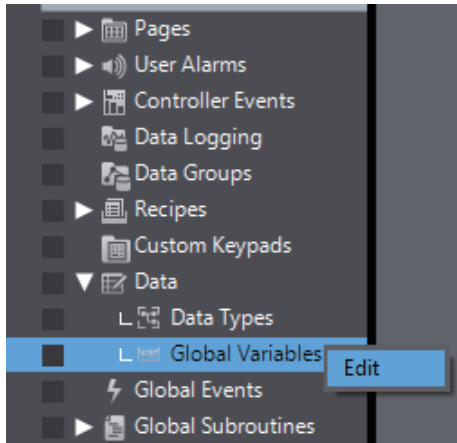 Pages
User Alarms
Controller Events
Data Logging
Data Groups
Recipes
Custom Keypads
Data
Data Types
Global Variables
Edit
Global Events
Global Subroutines